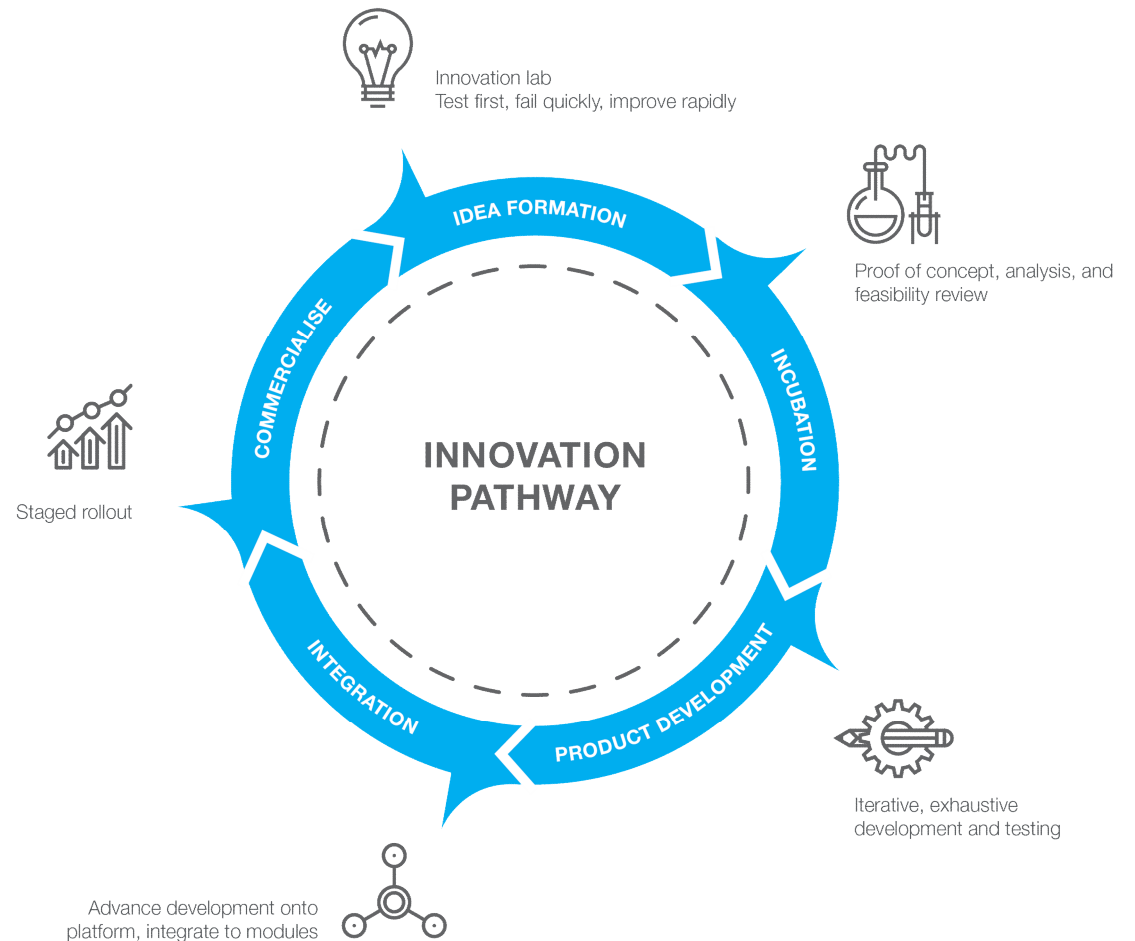 Innovation lab
Test first, fail quickly, improve rapidly
IDEA FORMATION
Proof of concept, analysis, and
feasibility review
INCUBATION
COMMERCIALISE
INNOVATION
PATHWAY
Staged rollout
PRODUCT DEVELOPMENT
INTEGRATION
Iterative, exhaustive
development and testing
Advance development onto
platform, integrate to modules